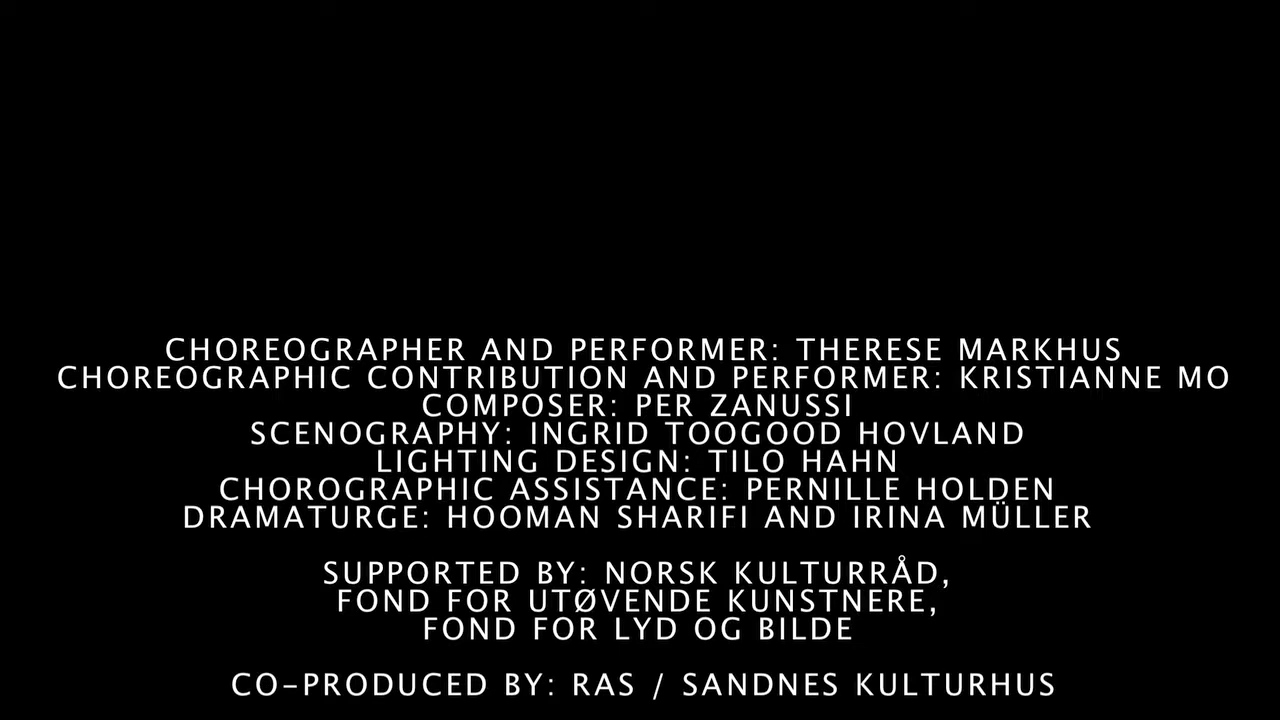 CHOREOGRAPHER AND PERFORMER: THERESE MARKHUS
CHOREOGRAPHIC CONTRIBUTION AND PERFORMER: KRISTIANNE MO
COMPOSER: PER ZANUSSI
SCENOGRAPHY: INGRID TOOGOOD HOVLAND
LIGHTING DESIGN: TILO HAHN
CHOROGRAPHIC ASSISTANCE: PERNILLE HOLDEN
DRAMATURGE: HOOMAN SHARIFI AND IRINA MÜLLER
SUPPORTED BY: NORSK KULTURRÅD,
FOND FOR UTØVENDE KUNSTNERE,
FOND FOR LYD OG BILDE
CO-PRODUCED BY: RAS / SANDNES KULTURHUS